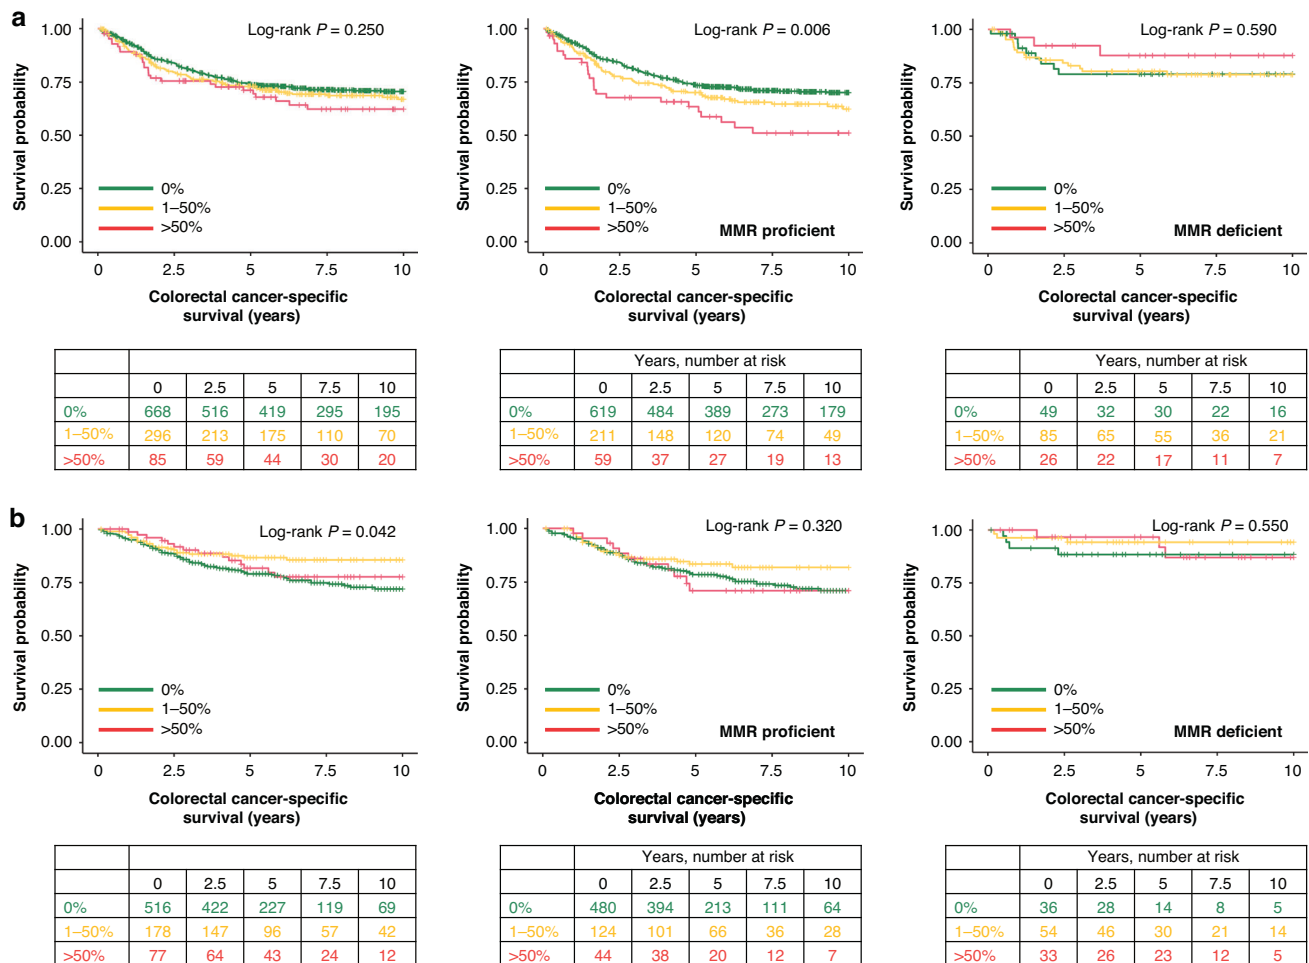 a
Log-rank P = 0.250
Survival probability
1.00
0.75
0.50
0.25
0.00
0%
1–50%
>50%
0 2.5 5 7.5 10
Colorectal cancer-specific
survival (years)
Log-rank P = 0.006
Survival probability
1.00
0.75
0.50
0.25
0.00
0%
1–50%
>50%
MMR proficient
0 2.5 5 7.5 10
Colorectal cancer-specific
survival (years)
Log-rank P = 0.590
Survival probability
1.00
0.75
0.50
0.25
0.00
0%
1–50%
>50%
MMR deficient
0 2.5 5 7.5 10
Colorectal cancer-specific
survival (years)
0 2.5 5 7.5 10
0% 668 516 419 295 195
1–50% 296 213 175 110 70
>50% 85 59 44 30 20
Years, number at risk
0 2.5 5 7.5 10
0% 619 484 389 273 179
1–50% 211 148 120 74 49
>50% 59 37 27 19 13
Years, number at risk
0 2.5 5 7.5 10
0% 49 32 30 22 16
1–50% 85 65 55 36 21
>50% 26 22 17 11 7
b
Log-rank P = 0.042
Survival probability
1.00
0.75
0.50
0.25
0.00
0%
1–50%
>50%
0 2.5 5 7.5 10
Colorectal cancer-specific
survival (years)
Log-rank P = 0.320
Survival probability
1.00
0.75
0.50
0.25
0.00
0%
1–50%
>50%
MMR proficient
0 2.5 5 7.5 10
Colorectal cancer-specific
survival (years)
Log-rank P = 0.550
Survival probability
1.00
0.75
0.50
0.25
0.00
0%
1–50%
>50%
MMR deficient
0 2.5 5 7.5 10
Colorectal cancer-specific
survival (years)
0 2.5 5 7.5 10
0% 516 422 227 119 69
1–50% 178 147 96 57 42
>50% 77 64 43 24 12
Years, number at risk
0 2.5 5 7.5 10
0% 480 394 213 111 64
1–50% 124 101 66 36 28
>50% 44 38 20 12 7
Years, number at risk
0 2.5 5 7.5 10
0% 36 28 14 8 5
1–50% 54 46 30 21 14
>50% 33 26 23 12 5